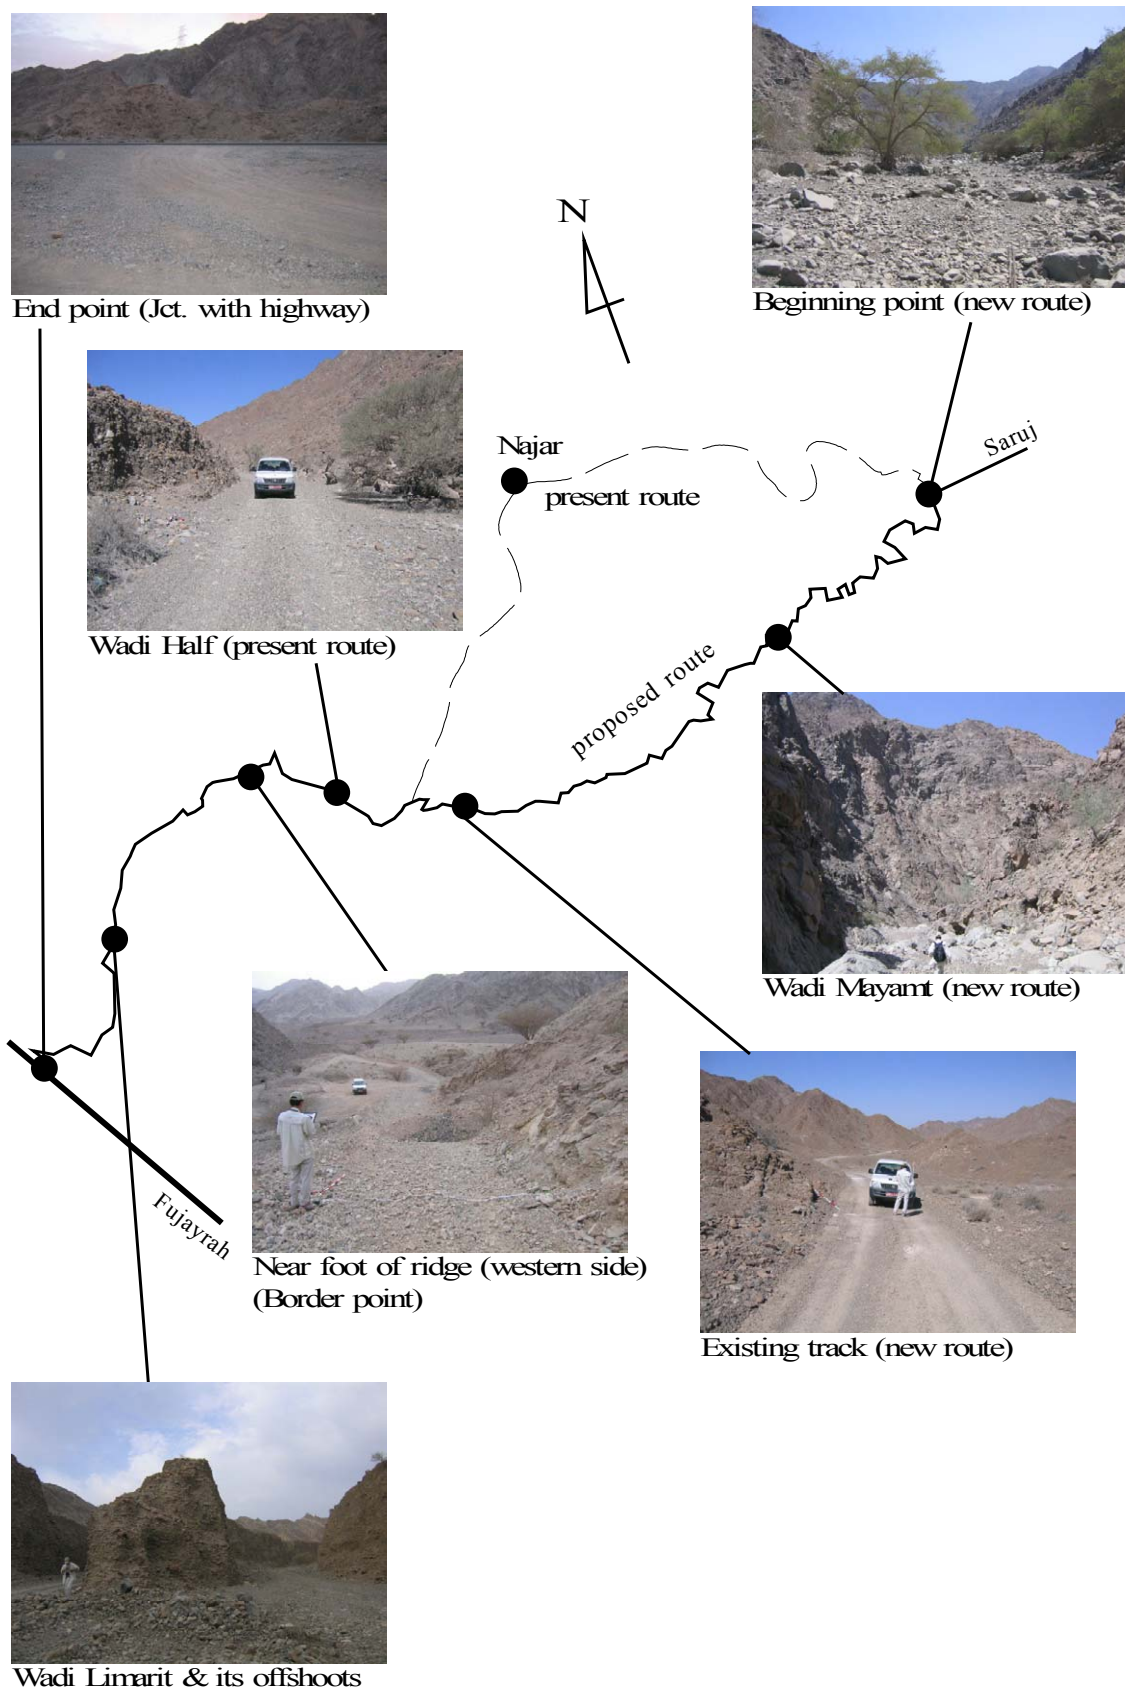 N
End point (Jct. with highway)
Beginning point (new route)
Najar
Saruj
present route
Wadi Half (present route)
proposed route
Wadi Mayamt (new route)
Fujayrah
Near foot of ridge (western side)
(Border point)
Existing track (new route)
Wadi Limarit & its offshoots